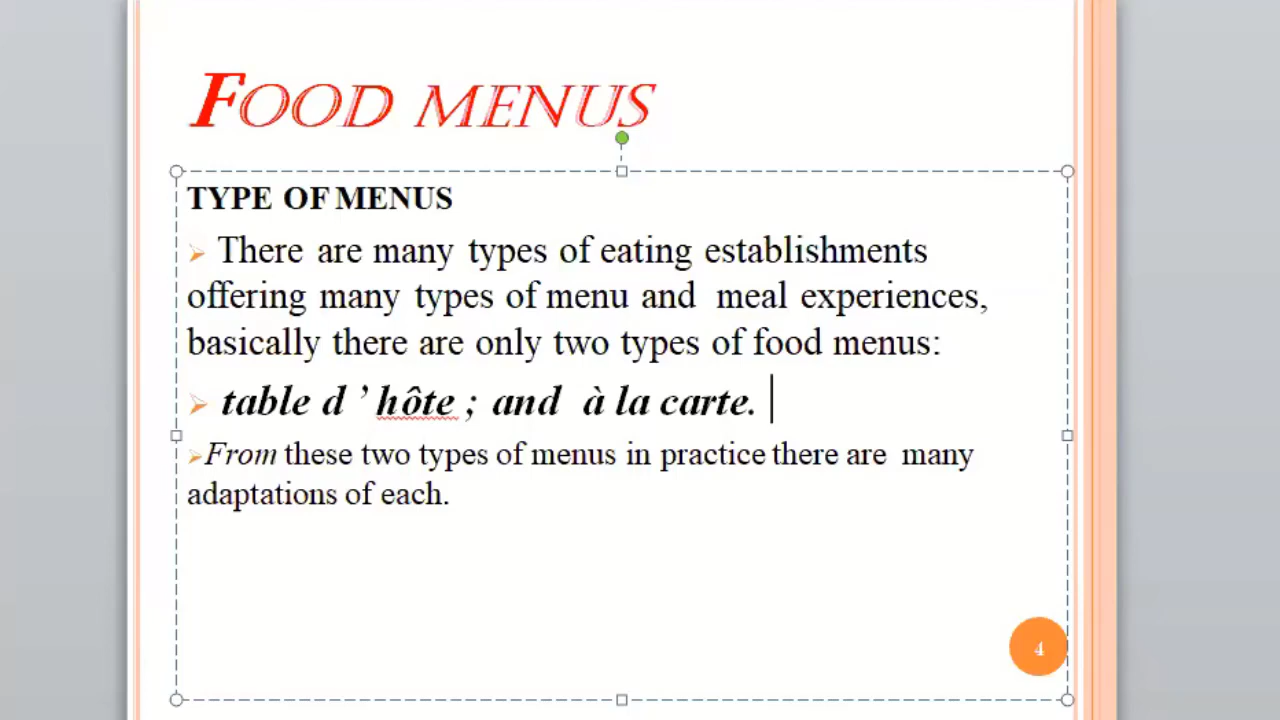 FOOD MENUS
TYPE OF MENUS
➢ There are many types of eating establishments
offering many types of menu and meal experiences,
basically there are only two types of food menus:
➢ table d ’ hôte ; and à la carte.
➢From these two types of menus in practice there are many
adaptations of each.
4